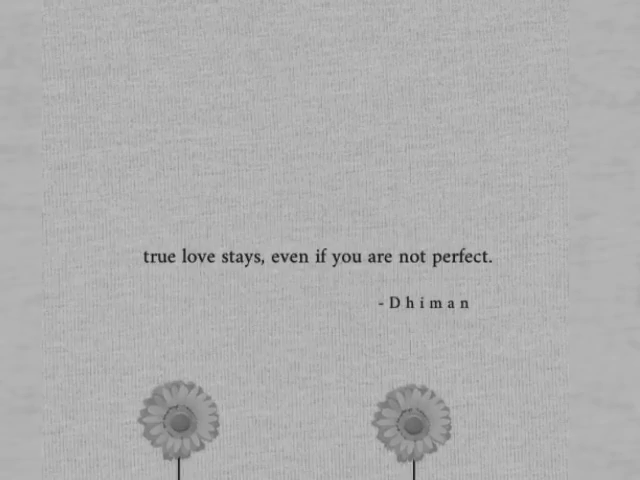 true love stays, even if you are not perfect.
- D h i m a n